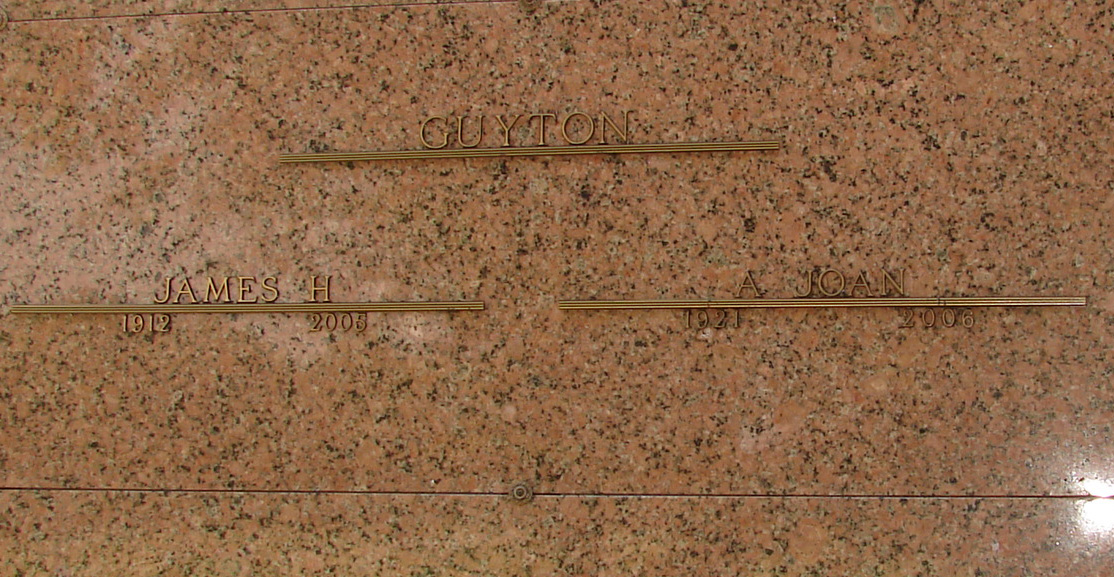 GUYTON
JAMES H
1912 2005
A JOAN
1921 2006